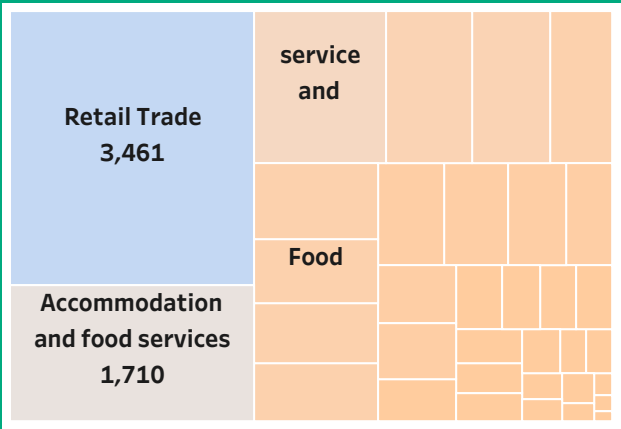 Retail Trade
3,461
Accommodation
and food services
1,710
service
and
Food